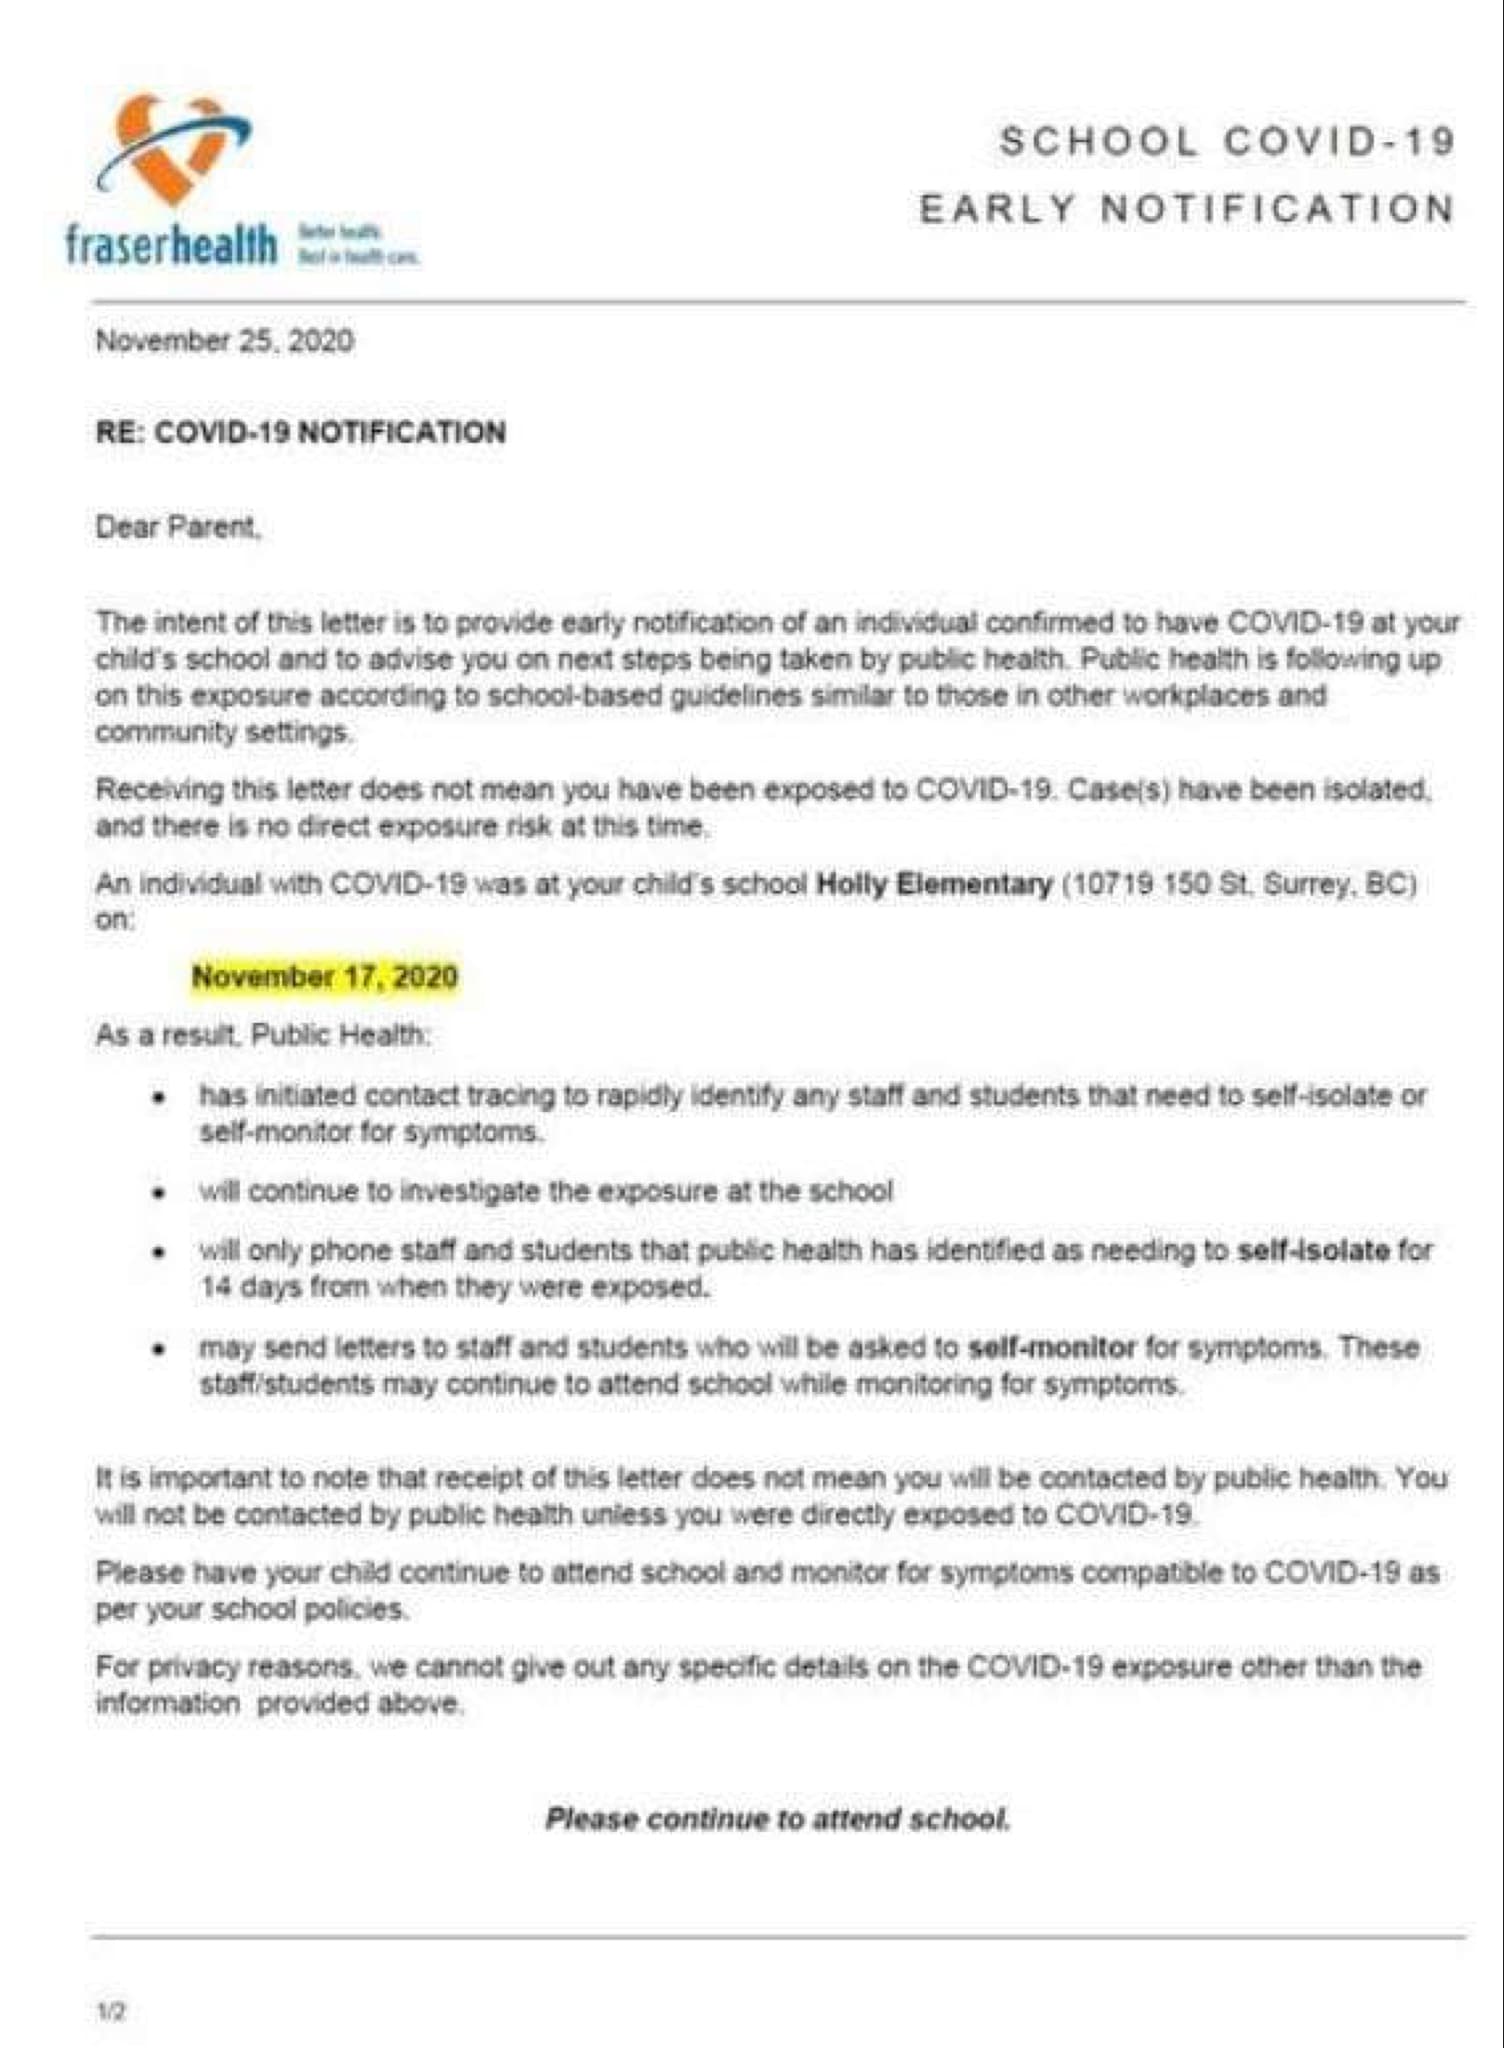 SCHOOL COVID-19
EARLY NOTIFICATION
fraserhealth
Better health.
Best in health care.
November 25, 2020
RE: COVID-19 NOTIFICATION
Dear Parent,
The intent of this letter is to provide early notification of an individual confirmed to have COVID-19 at your
child's school and to advise you on next steps being taken by public health. Public health is following up
on this exposure according to school-based guidelines similar to those in other workplaces and
community settings.
Receiving this letter does not mean you have been exposed to COVID-19. Case(s) have been isolated,
and there is no direct exposure risk at this time.
An individual with COVID-19 was at your child's school Holly Elementary (10719 150 St, Surrey, BC)
on:
November 17, 2020
As a result, Public Health:
• has initiated contact tracing to rapidly identify any staff and students that need to self-isolate or
self-monitor for symptoms.
• will continue to investigate the exposure at the school
• will only phone staff and students that public health has identified as needing to self-isolate for
14 days from when they were exposed.
• may send letters to staff and students who will be asked to self-monitor for symptoms. These
staff/students may continue to attend school while monitoring for symptoms.
It is important to note that receipt of this letter does not mean you will be contacted by public health. You
will not be contacted by public health unless you were directly exposed to COVID-19.
Please have your child continue to attend school and monitor for symptoms compatible to COVID-19 as
per your school policies.
For privacy reasons, we cannot give out any specific details on the COVID-19 exposure other than the
information provided above.
Please continue to attend school.
1/2